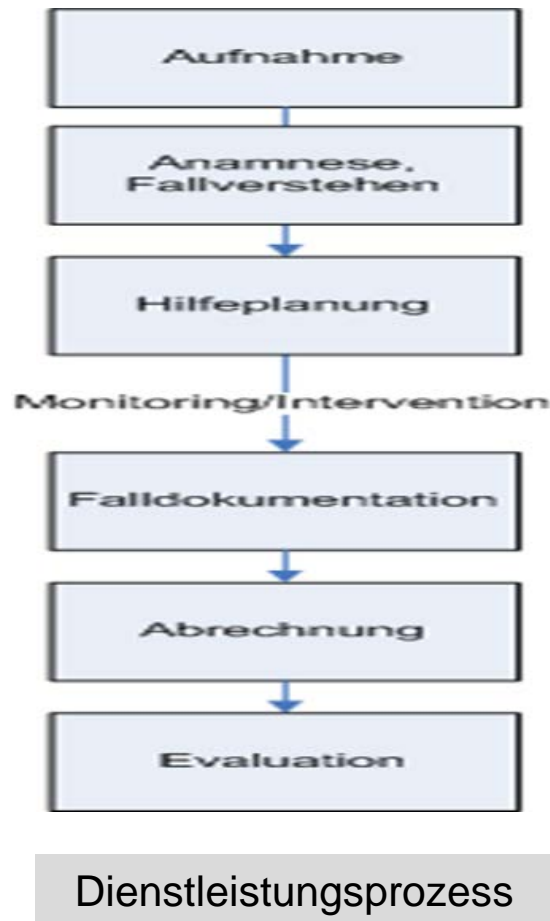 Aufnahme
Anamnese,
Fallverstehen
Hilfeplanung
Monitoring/Intervention
Falldokumentation
Abrechnung
Evaluation
Dienstleistungsprozess